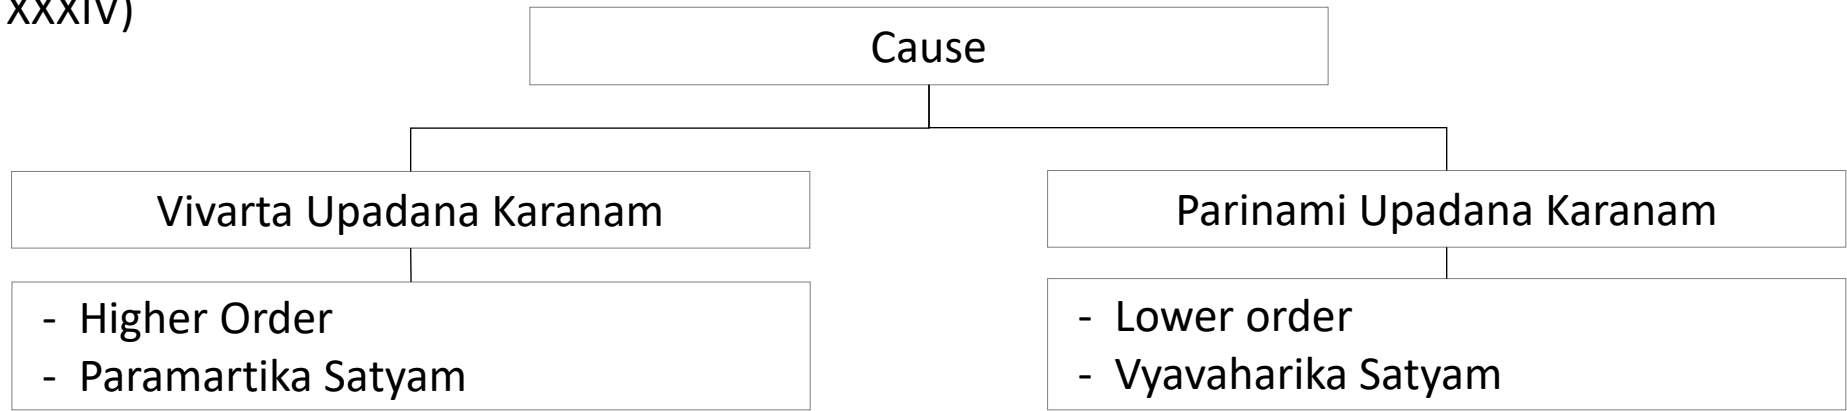 XXXIV)
Cause
Vivarta Upadana Karanam
Parinami Upadana Karanam
- Higher Order
- Paramartika Satyam
- Lower order
- Vyavaharika Satyam